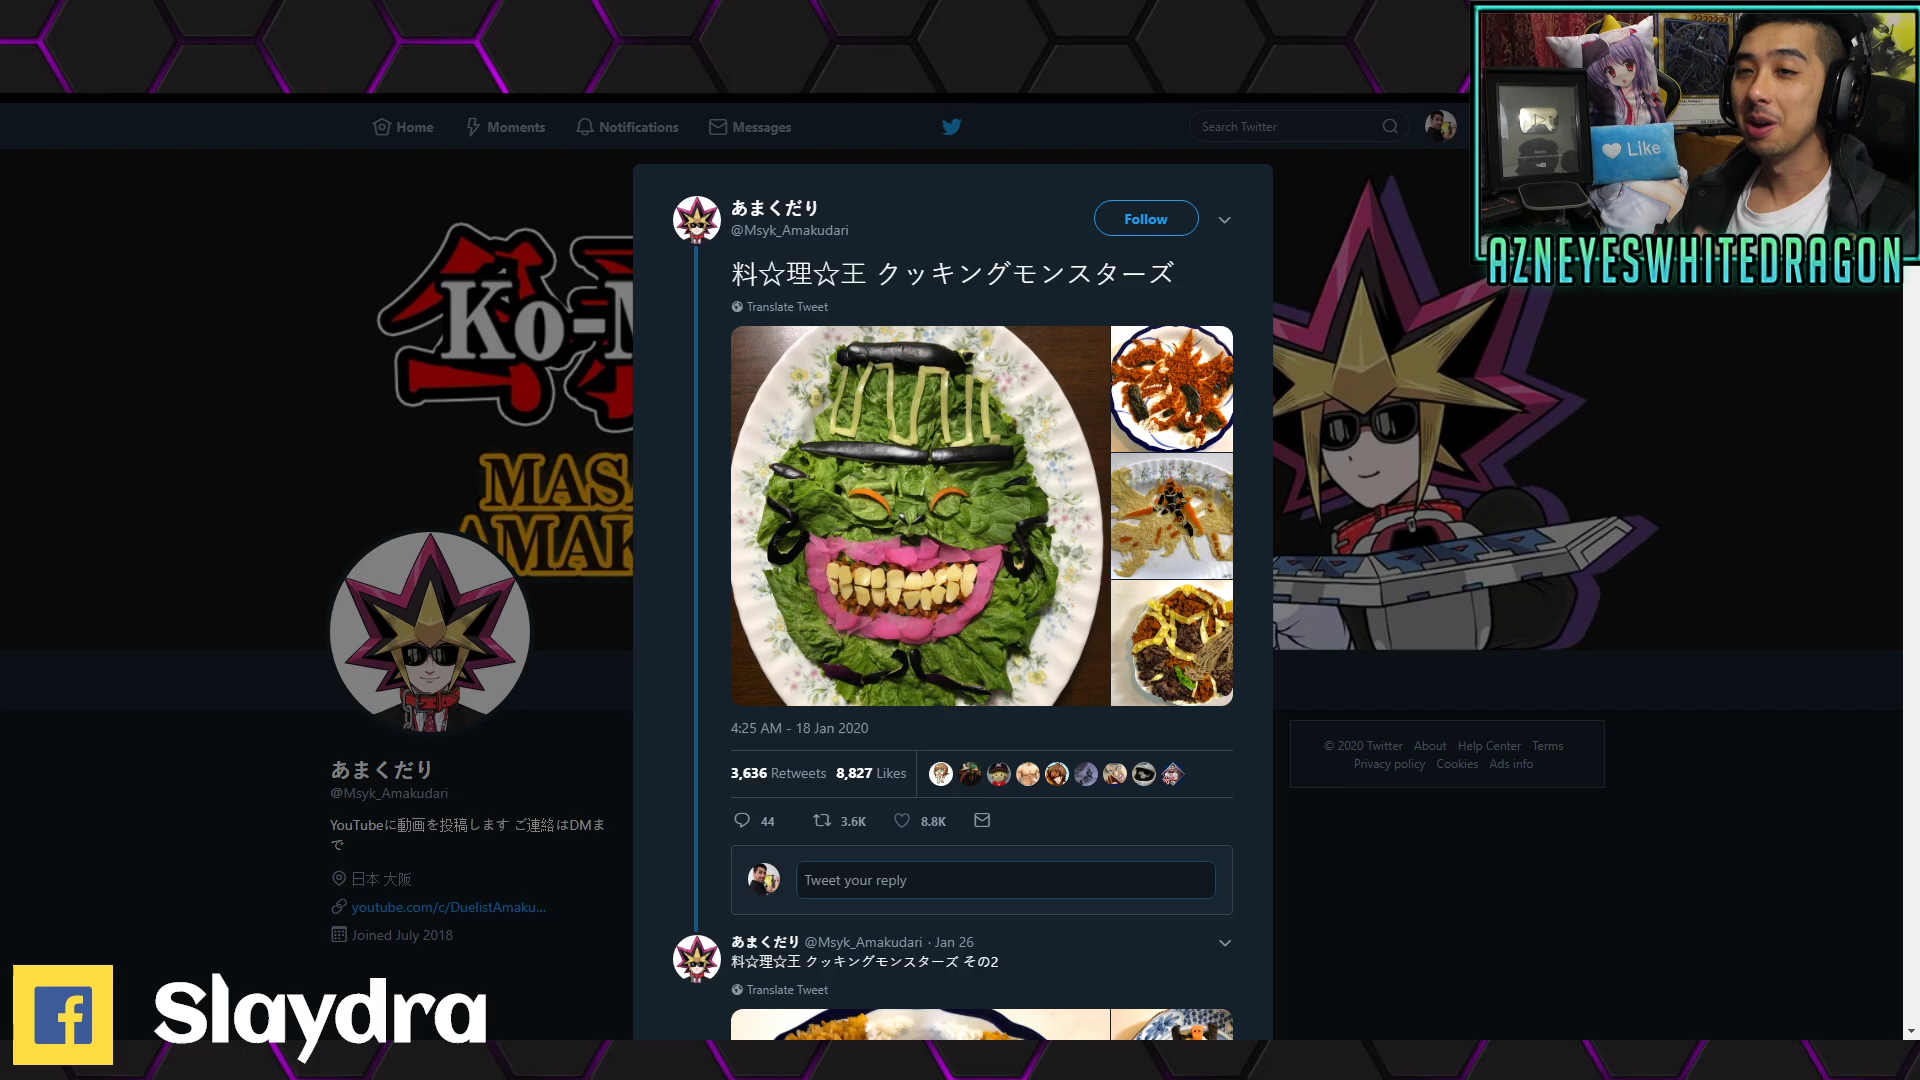 Home
Moments
Notifications
Messages
Search Twitter
Like
AZNEYESWHITEDRAGON
あまくだり
@Msyk_Amakudari
Follow
料☆理☆王 クッキングモンスターズ
Translate Tweet
4:25 AM - 18 Jan 2020
3,636 Retweets 8,827 Likes
44
3.6K
8.8K
Tweet your reply
あまくだり @Msyk_Amakudari · Jan 26
料☆理☆王 クッキングモンスターズ その2
Translate Tweet
あまくだり
@Msyk_Amakudari
YouTubeに動画を投稿します ご連絡はDMま
で
日本 大阪
youtube.com/c/DuelistAmaku...
Joined July 2018
© 2020 Twitter About Help Center Terms
Privacy policy Cookies Ads info
Slaydra